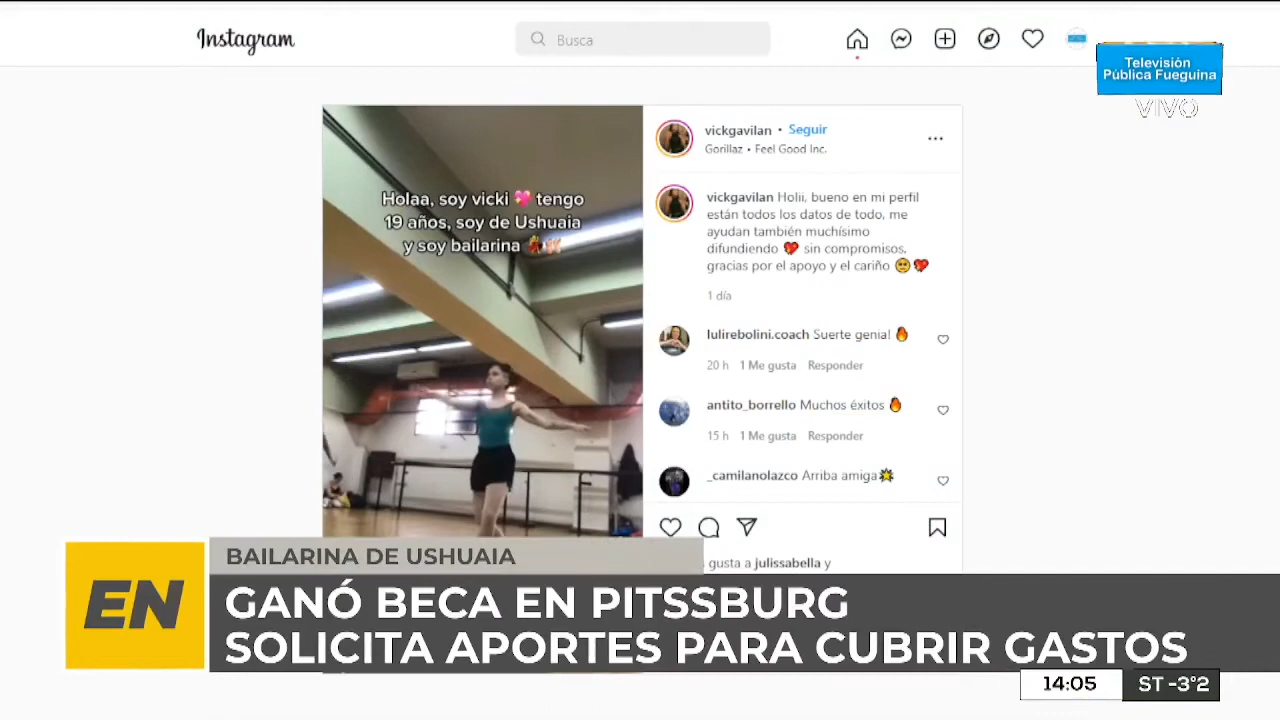 Instagram
Busca
Televisión
Pública Fueguina
VIVO
Holaa, soy vicki 💖 tengo
19 años, soy de Ushuaia
y soy bailarina 💃🩰
vickgavilan • Seguir
Gorillaz • Feel Good Inc.
vickgavilan Holii, bueno en mi perfil
están todos los datos de todo, me
ayudan también muchísimo
difundiendo ❤️ sin compromisos,
gracias por el apoyo y el cariño 🥺❤️
1 día
lulirebolini.coach Suerte genia! 🔥
20 h 1 Me gusta Responder
antito_borrello Muchos éxitos 🔥
15 h 1 Me gusta Responder
_camilanolazco Arriba amiga🌟
gusta a julissabella y
BAILARINA DE USHUAIA
EN
GANÓ BECA EN PITSSBURG
SOLICITA APORTES PARA CUBRIR GASTOS
14:05 ST -3°2